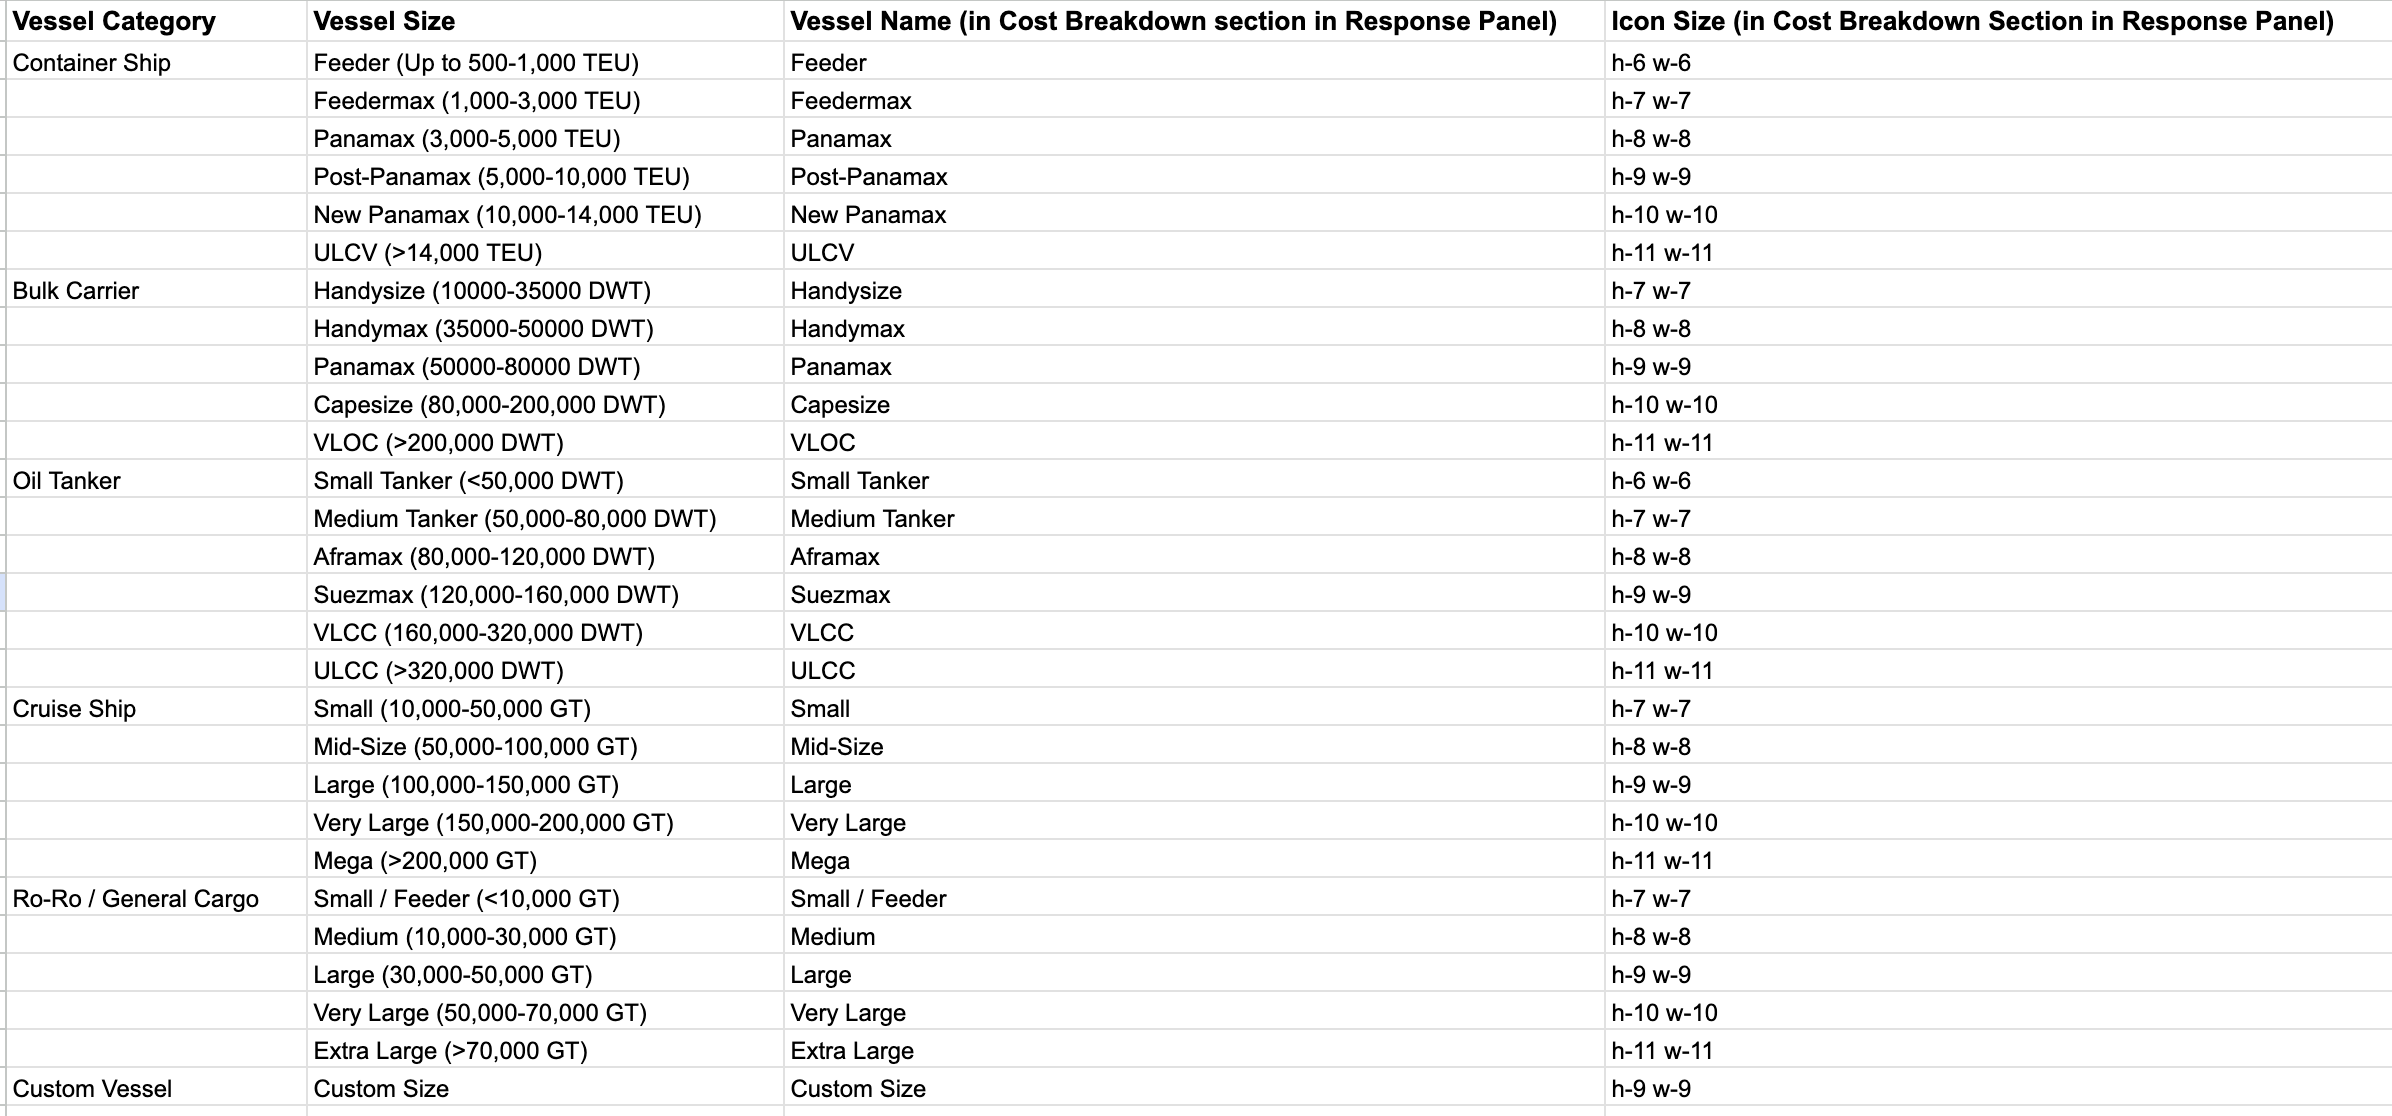 Vessel Category Vessel Size Vessel Name (in Cost Breakdown section in Response Panel) Icon Size (in Cost Breakdown Section in Response Panel)
Container Ship Feeder (Up to 500-1,000 TEU) Feeder h-6 w-6
Feedermax (1,000-3,000 TEU) Feedermax h-7 w-7
Panamax (3,000-5,000 TEU) Panamax h-8 w-8
Post-Panamax (5,000-10,000 TEU) Post-Panamax h-9 w-9
New Panamax (10,000-14,000 TEU) New Panamax h-10 w-10
ULCV (>14,000 TEU) ULCV h-11 w-11
Bulk Carrier Handysize (10000-35000 DWT) Handysize h-7 w-7
Handymax (35000-50000 DWT) Handymax h-8 w-8
Panamax (50000-80000 DWT) Panamax h-9 w-9
Capesize (80,000-200,000 DWT) Capesize h-10 w-10
VLOC (>200,000 DWT) VLOC h-11 w-11
Oil Tanker Small Tanker (<50,000 DWT) Small Tanker h-6 w-6
Medium Tanker (50,000-80,000 DWT) Medium Tanker h-7 w-7
Aframax (80,000-120,000 DWT) Aframax h-8 w-8
Suezmax (120,000-160,000 DWT) Suezmax h-9 w-9
VLCC (160,000-320,000 DWT) VLCC h-10 w-10
ULCC (>320,000 DWT) ULCC h-11 w-11
Cruise Ship Small (10,000-50,000 GT) Small h-7 w-7
Mid-Size (50,000-100,000 GT) Mid-Size h-8 w-8
Large (100,000-150,000 GT) Large h-9 w-9
Very Large (150,000-200,000 GT) Very Large h-10 w-10
Mega (>200,000 GT) Mega h-11 w-11
Ro-Ro / General Cargo Small / Feeder (<10,000 GT) Small / Feeder h-7 w-7
Medium (10,000-30,000 GT) Medium h-8 w-8
Large (30,000-50,000 GT) Large h-9 w-9
Very Large (50,000-70,000 GT) Very Large h-10 w-10
Extra Large (>70,000 GT) Extra Large h-11 w-11
Custom Vessel Custom Size Custom Size h-9 w-9